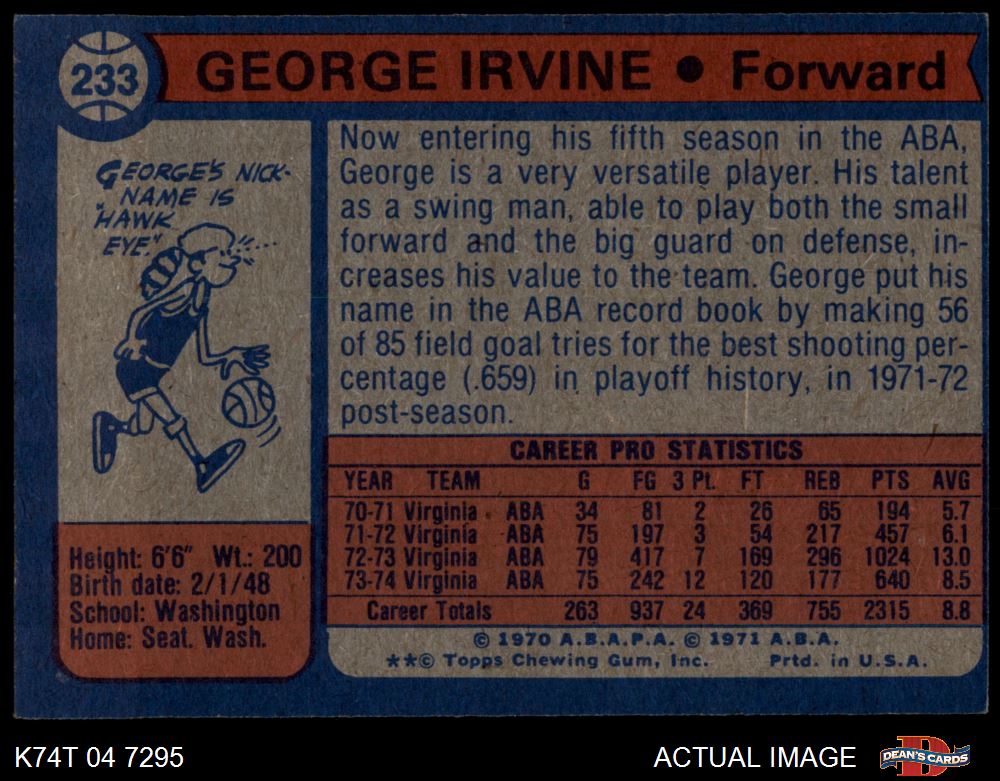 233
GEORGE IRVINE • Forward
GEORGE'S NICK-
NAME IS
"HAWK
EYE."
Now entering his fifth season in the ABA,
George is a very versatile player. His talent
as a swing man, able to play both the small
forward and the big guard on defense, in-
creases his value to the team. George put his
name in the ABA record book by making 56
of 85 field goal tries for the best shooting per-
centage (.659) in playoff history, in 1971-72
post-season.
CAREER PRO STATISTICS
YEAR TEAM G FG 3 Pt. FT REB PTS AVG
70-71 Virginia ABA 34 81 2 26 65 194 5.7
71-72 Virginia ABA 75 197 3 54 217 457 6.1
72-73 Virginia ABA 79 417 7 169 296 1024 13.0
73-74 Virginia ABA 75 242 12 120 177 640 8.5
Career Totals 263 937 24 369 755 2315 8.8
Height: 6'6" Wt.: 200
Birth date: 2/1/48
School: Washington
Home: Seat. Wash.
© 1970 A.B.A.P.A. © 1971 A.B.A.
**© Topps Chewing Gum, Inc. Prtd. in U.S.A.
K74T 04 7295
ACTUAL IMAGE
D
DEAN'S CARDS